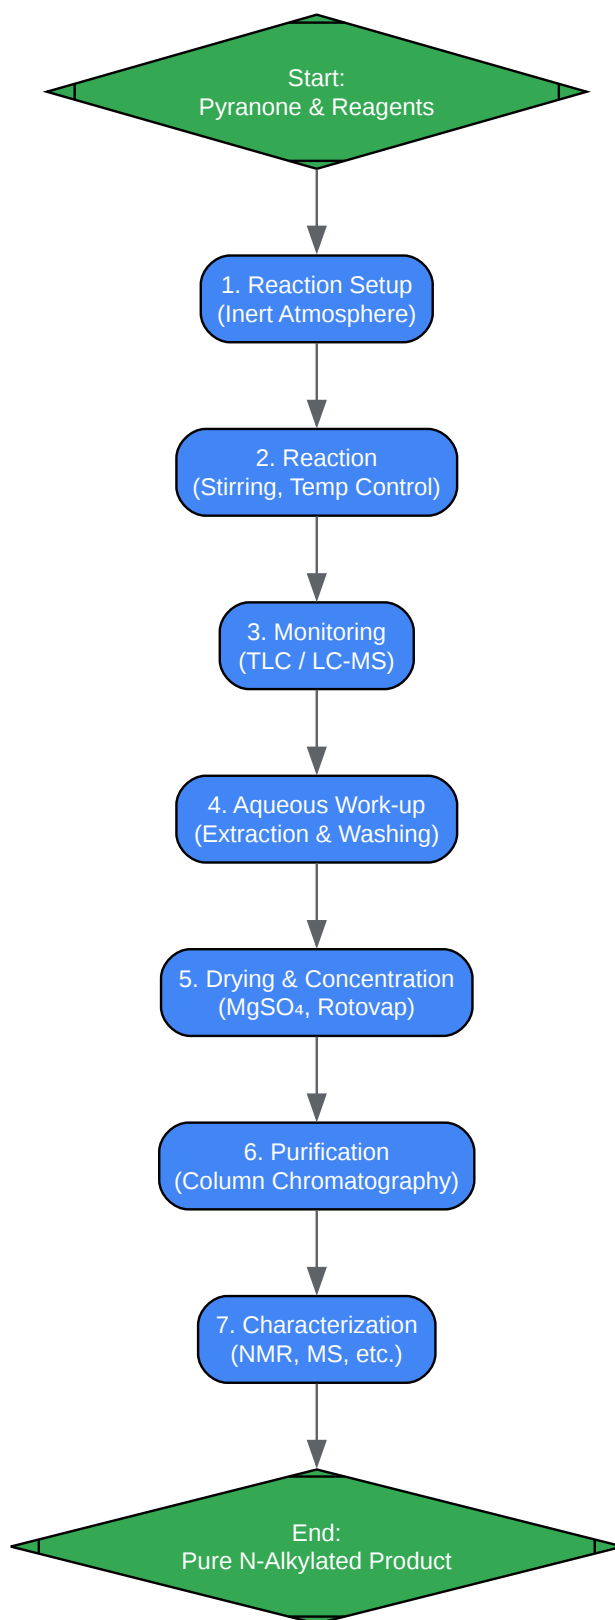 Start:
Pyranone & Reagents
1. Reaction Setup
(Inert Atmosphere)
2. Reaction
(Stirring, Temp Control)
3. Monitoring
(TLC / LC-MS)
4. Aqueous Work-up
(Extraction & Washing)
5. Drying & Concentration
(MgSO₄, Rotovap)
6. Purification
(Column Chromatography)
7. Characterization
(NMR, MS, etc.)
End:
Pure N-Alkylated Product